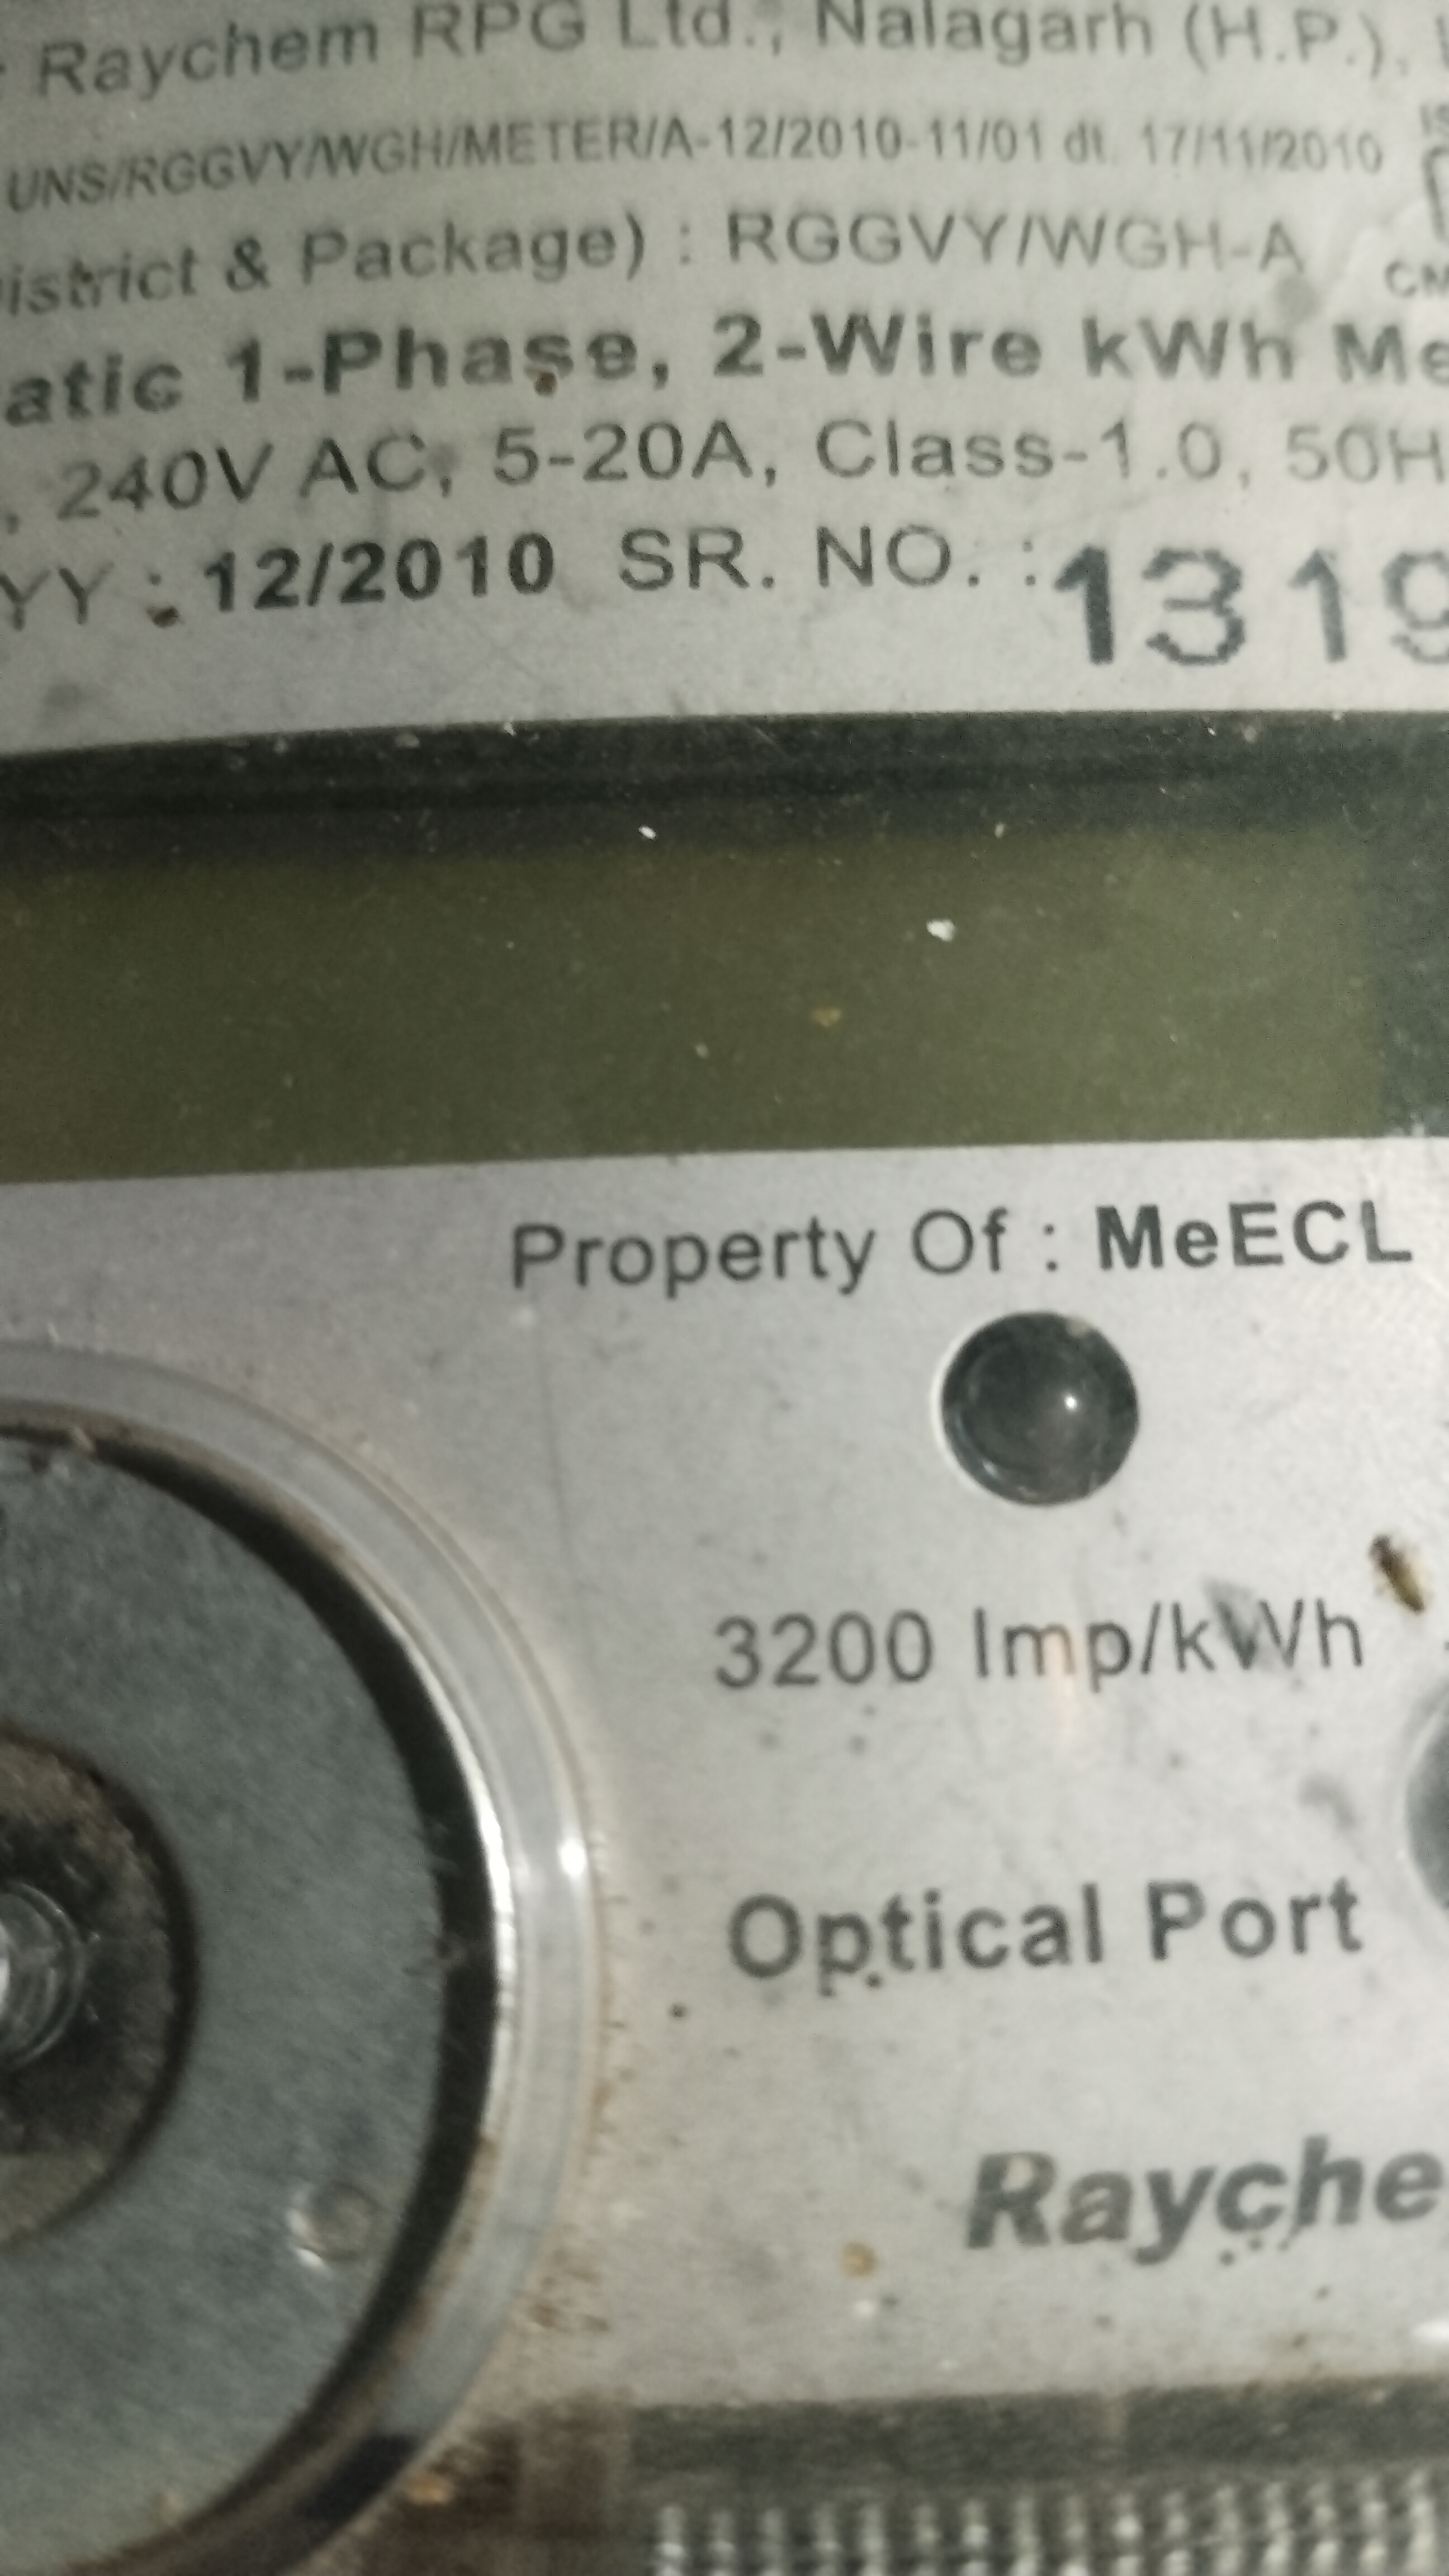 Raychem RPG Ltd., Nalagarh (H.P.),
UNS/RGGVY/WGH/METER/A-12/2010-11/01 dt. 17/11/2010
istrict & Package) : RGGVY/WGH-A
CM
atic 1-Phase, 2-Wire kWh Me
, 240V AC, 5-20A, Class-1.0, 50H
YY : 12/2010 SR. NO. : 1319
Property Of : MeECL
3200 Imp/kWh
Optical Port
Rayche